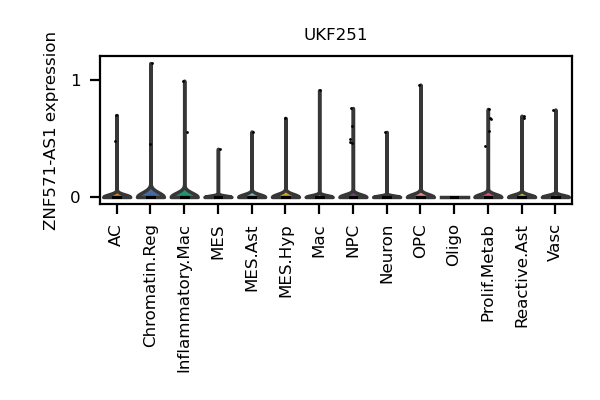 UKF251
ZNF571-AS1 expression
1
0
AC
Chromatin.Reg
Inflammatory.Mac
MES
MES.Ast
MES.Hyp
Mac
NPC
Neuron
OPC
Oligo
Prolif.Metab
Reactive.Ast
Vasc